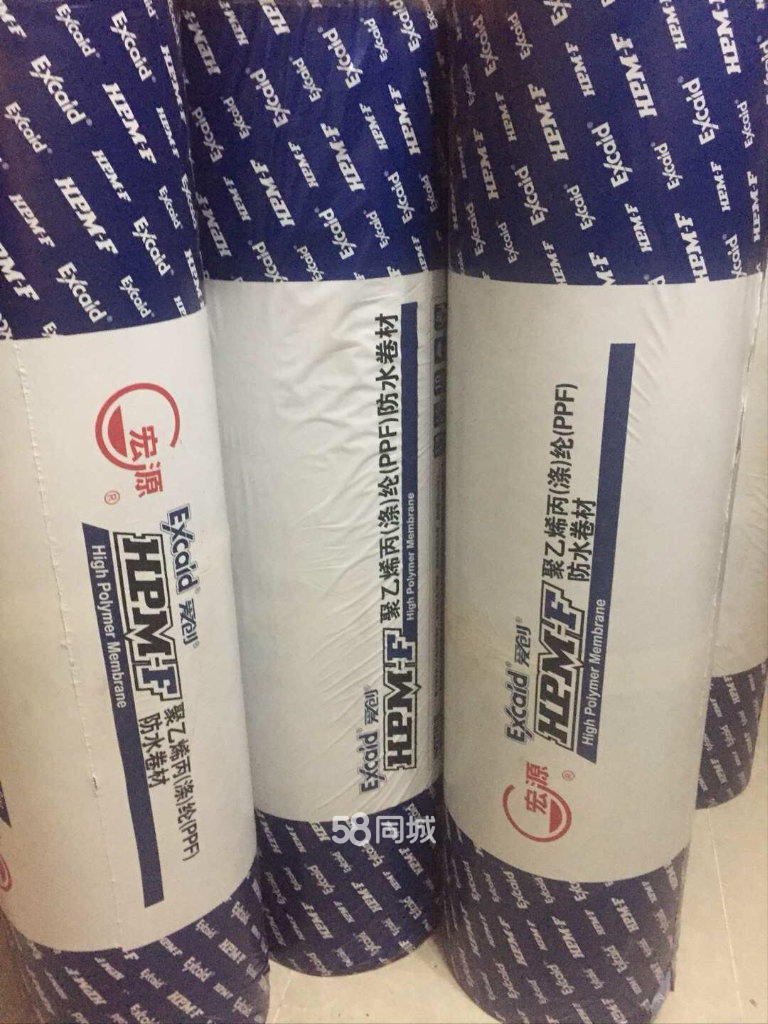 宏源
®
Excaid® 爱创®
HPM-F
High Polymer Membrane
聚乙烯丙(涤)纶(PPF)
防水卷材
Excaid® 爱创®
HPM-F
聚乙烯丙(涤)纶(PPF)防水卷材
High Polymer Membrane
Excaid® 爱创®
HPM-F
聚乙烯丙(涤)纶(PPF)
防水卷材
High Polymer Membrane
宏源
®
58同城